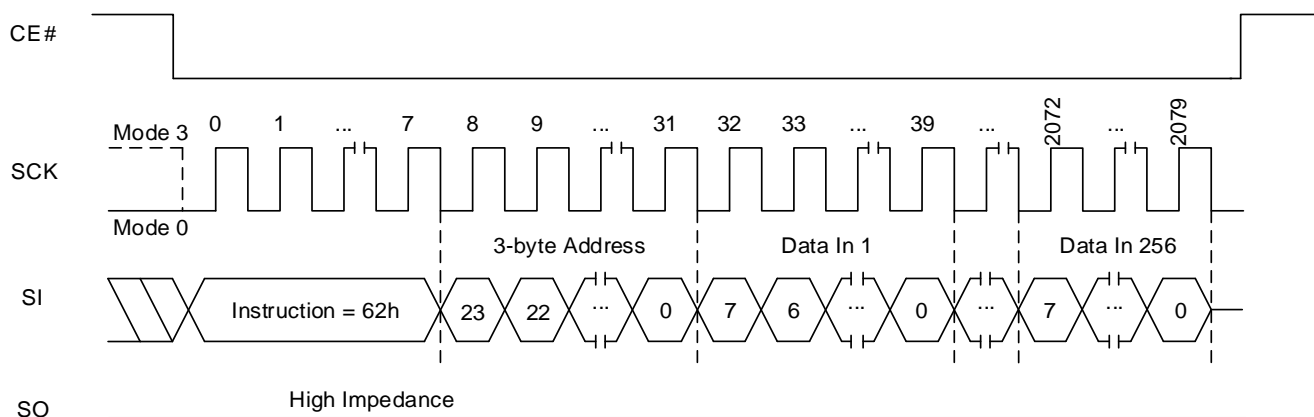 CE#
SCK
Mode 3
0 1 ... 7 8 9 ... 31 32 33 ... 39 ... 2072 ... 2079
Mode 0
3-byte Address Data In 1 Data In 256
SI
Instruction = 62h 23 22 ... 0 7 6 ... 0 ... 7 ... 0
SO
High Impedance